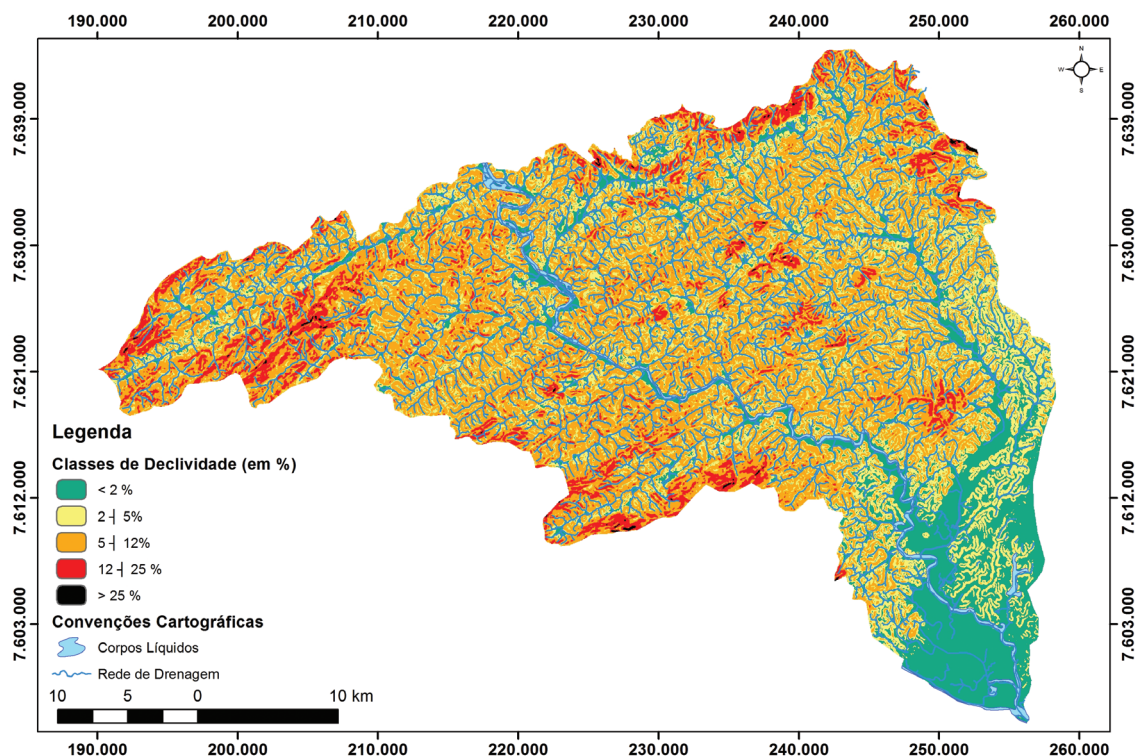 190.000 200.000 210.000 220.000 230.000 240.000 250.000 260.000
N
W E
S
7.639.000 7.639.000
7.630.000 7.630.000
7.621.000 7.621.000
7.612.000 7.612.000
7.603.000 7.603.000
Legenda
Classes de Declividade (em %)
< 2 %
2 ┤ 5%
5 ┤ 12%
12 ┤ 25 %
> 25 %
Convenções Cartográficas
Corpos Líquidos
Rede de Drenagem
10 5 0 10 km
190.000 200.000 210.000 220.000 230.000 240.000 250.000 260.000